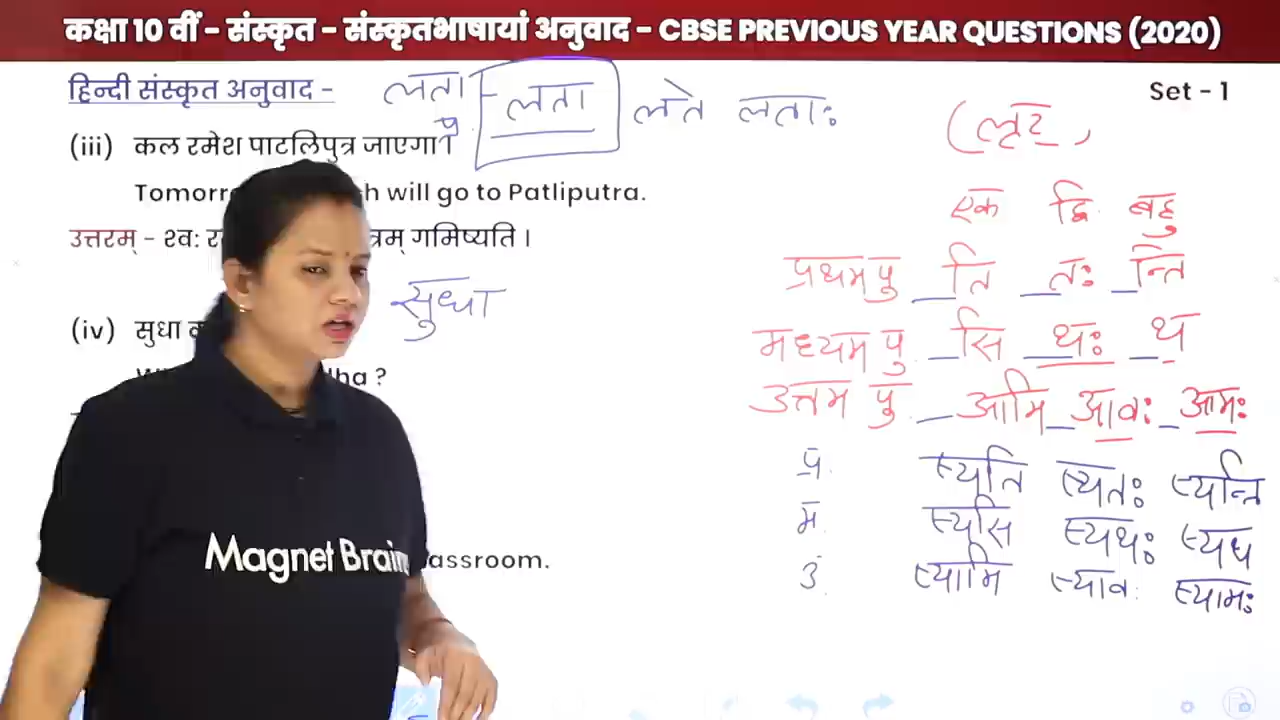 कक्षा 10 वीं - संस्कृत - संस्कृतभाषायां अनुवाद - CBSE PREVIOUS YEAR QUESTIONS (2020)
हिन्दी संस्कृत अनुवाद -
लता - लता लते लताः
Set - 1
प्र.
(लृट्)
(iii) कल रमेश पाटलिपुत्र जाएगा।
Tomorr h will go to Patliputra.
एक द्वि. बहु
उत्तरम् - श्वः त्रम् गमिष्यति ।
प्रथम पु _ति _तः _न्ति
सुधा
(iv) सुधा
मध्यम पु _सि _थः _थ
dha ?
उत्तम पु _आमि _आवः _आमः
प्र. स्यति स्यतः स्यन्ति
म. स्यसि स्यथः स्यथ
उ. स्यामि स्यावः स्यामः
Magnet Brain
assroom.